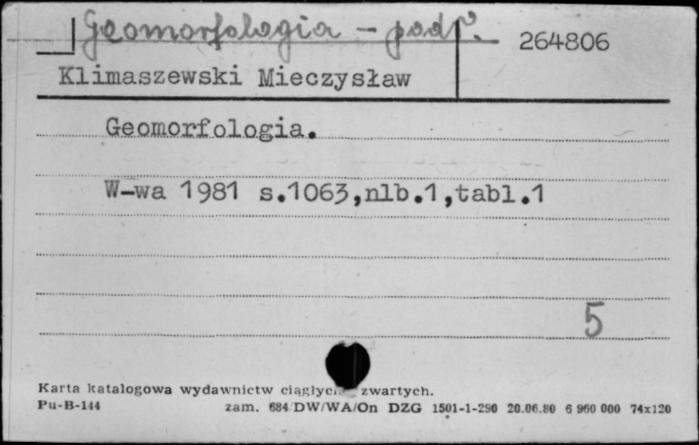 Geomorfologia - podr.
264806
Klimaszewski Mieczysław
Geomorfologia.
W-wa 1981 s.1063,nlb.1,tabl.1
5
Karta katalogowa wydawnictw zwartych.
Pu-B-144 zam. 684/DW/WA/On DZG 1501-1-290 20.06.80 6 960 000 74x120